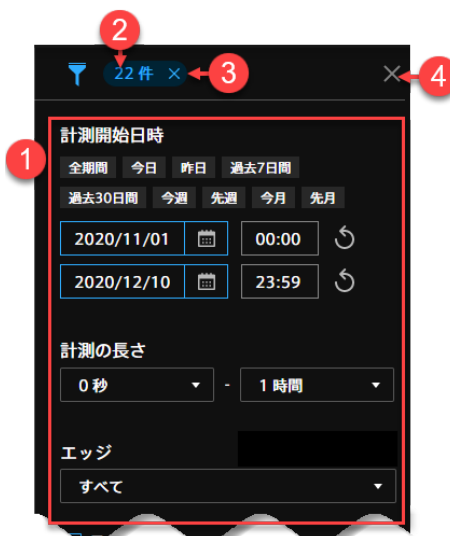 2
22 件 × 3
× 4
1
計測開始日時
全期間 今日 昨日 過去7日間
過去30日間 今週 先週 今月 先月
2020/11/01 00:00
2020/12/10 23:59
計測の長さ
0 秒 - 1 時間
エッジ
すべて